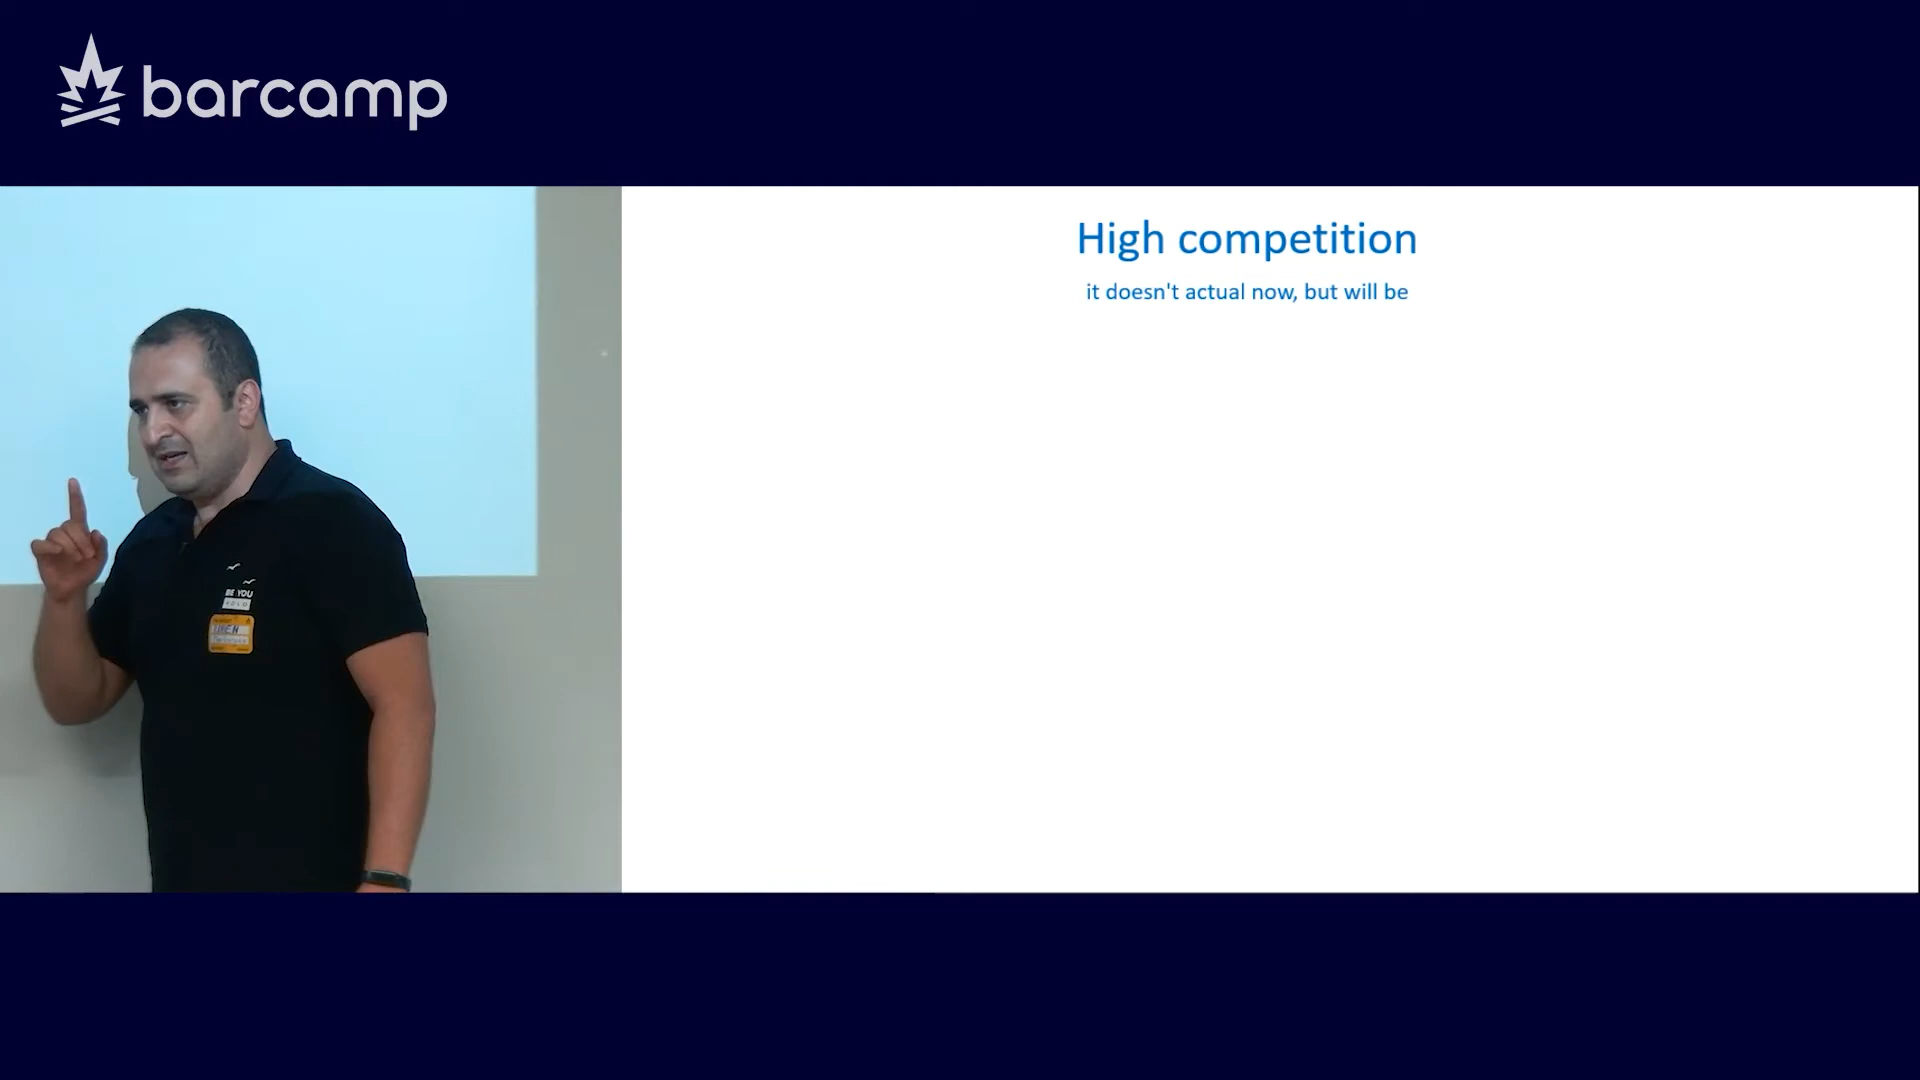 barcamp
High competition
it doesn't actual now, but will be
BE YOU